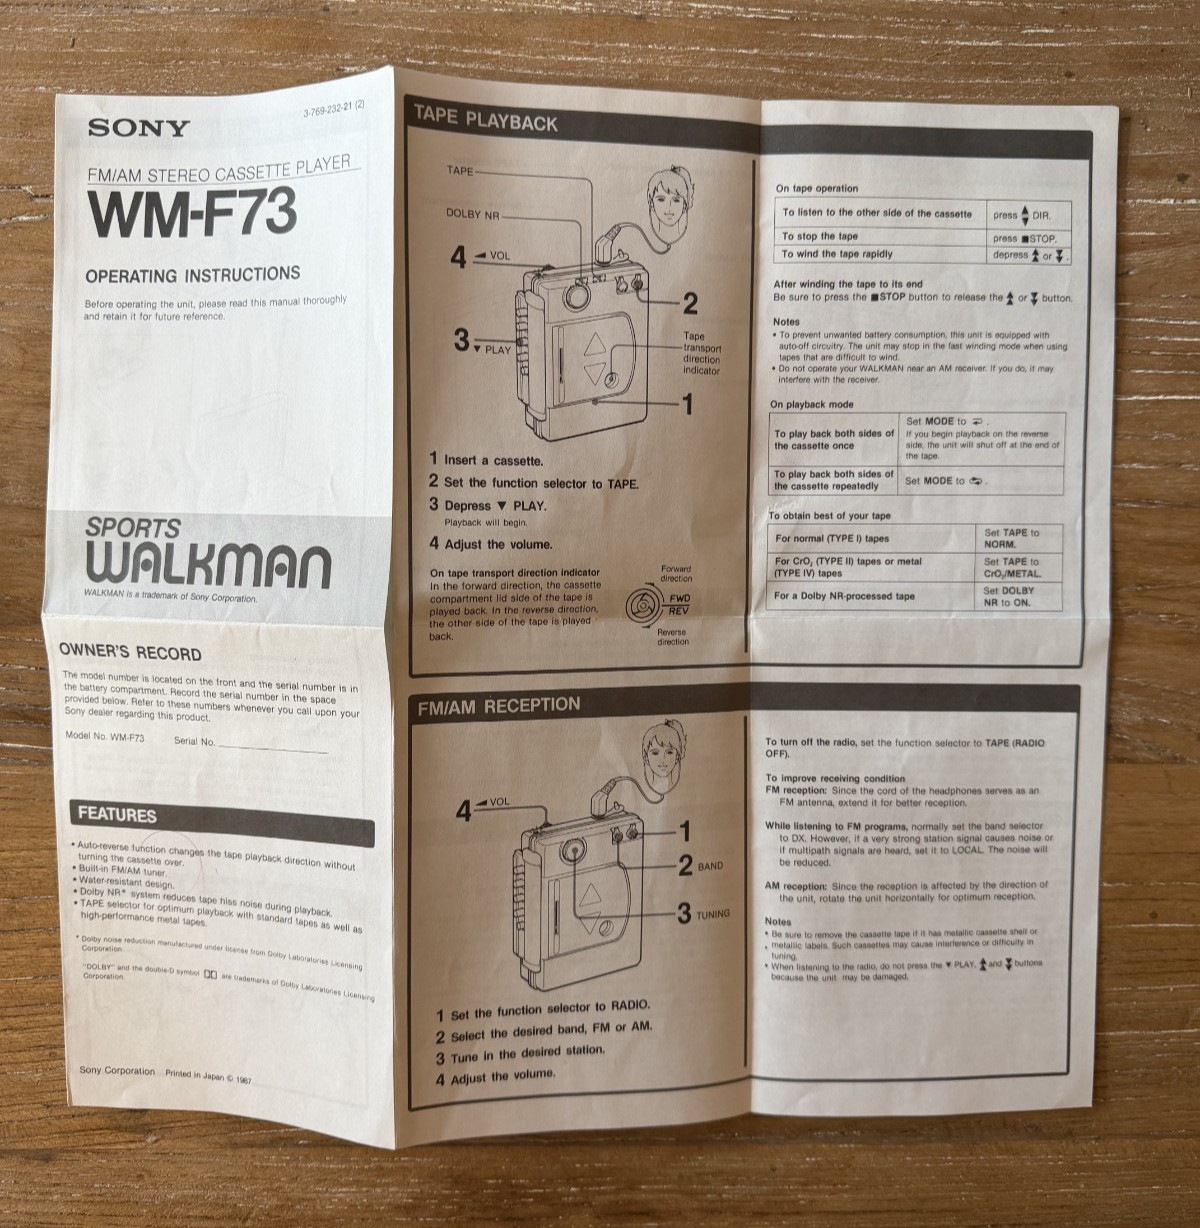 3-769-232-21 (2)
SONY
FM/AM STEREO CASSETTE PLAYER
WM-F73
OPERATING INSTRUCTIONS
Before operating the unit, please read this manual thoroughly
and retain it for future reference.
SPORTS
WALKMAN
WALKMAN is a trademark of Sony Corporation.
OWNER'S RECORD
The model number is located on the front and the serial number is in
the battery compartment. Record the serial number in the space
provided below. Refer to these numbers whenever you call upon your
Sony dealer regarding this product.
Model No. WM-F73 Serial No. ____________
FEATURES
• Auto-reverse function changes the tape playback direction without
turning the cassette over.
• Built-in FM/AM tuner.
• Water-resistant design.
• Dolby NR* system reduces tape hiss noise during playback.
• TAPE selector for optimum playback with standard tapes as well as
high-performance metal tapes.
* Dolby noise reduction manufactured under license from Dolby Laboratories Licensing
Corporation.
"DOLBY" and the double-D symbol are trademarks of Dolby Laboratories Licensing
Corporation.
Sony Corporation Printed in Japan © 1987
TAPE PLAYBACK
TAPE
DOLBY NR
4 ◄ VOL
2
3 ▼ PLAY
Tape
transport
direction
indicator
1
1 Insert a cassette.
2 Set the function selector to TAPE.
3 Depress ▼ PLAY.
Playback will begin.
4 Adjust the volume.
On tape transport direction indicator
In the forward direction, the cassette
compartment lid side of the tape is
played back. In the reverse direction,
the other side of the tape is played
back.
Forward
direction
FWD
REV
Reverse
direction
On tape operation
To listen to the other side of the cassette press ▲▼ DIR.
To stop the tape press ■STOP.
To wind the tape rapidly depress ⯭ or ⯯.
After winding the tape to its end
Be sure to press the ■STOP button to release the ⯭ or ⯯ button.
Notes
• To prevent unwanted battery consumption, this unit is equipped with
auto-off circuitry. The unit may stop in the fast winding mode when using
tapes that are difficult to wind.
• Do not operate your WALKMAN near an AM receiver. If you do, it may
interfere with the receiver.
On playback mode
To play back both sides of
the cassette once
Set MODE to ⊋.
If you begin playback on the reverse
side, the unit will shut off at the end of
the tape.
To play back both sides of
the cassette repeatedly
Set MODE to ⊂⊃.
To obtain best of your tape
For normal (TYPE I) tapes
Set TAPE to
NORM.
For CrO₂ (TYPE II) tapes or metal
(TYPE IV) tapes
Set TAPE to
CrO₂/METAL.
For a Dolby NR-processed tape
Set DOLBY
NR to ON.
FM/AM RECEPTION
4 ◄ VOL
1
2 BAND
3 TUNING
1 Set the function selector to RADIO.
2 Select the desired band, FM or AM.
3 Tune in the desired station.
4 Adjust the volume.
To turn off the radio, set the function selector to TAPE (RADIO
OFF).
To improve receiving condition
FM reception: Since the cord of the headphones serves as an
FM antenna, extend it for better reception.
While listening to FM programs, normally set the band selector
to DX. However, if a very strong station signal causes noise or
if multipath signals are heard, set it to LOCAL. The noise will
be reduced.
AM reception: Since the reception is affected by the direction of
the unit, rotate the unit horizontally for optimum reception.
Notes
• Be sure to remove the cassette tape if it has metallic cassette shell or
metallic labels. Such cassettes may cause interference or difficulty in
tuning.
• When listening to the radio, do not press the ▼ PLAY, ⯭ and ⯯ buttons
because the unit may be damaged.